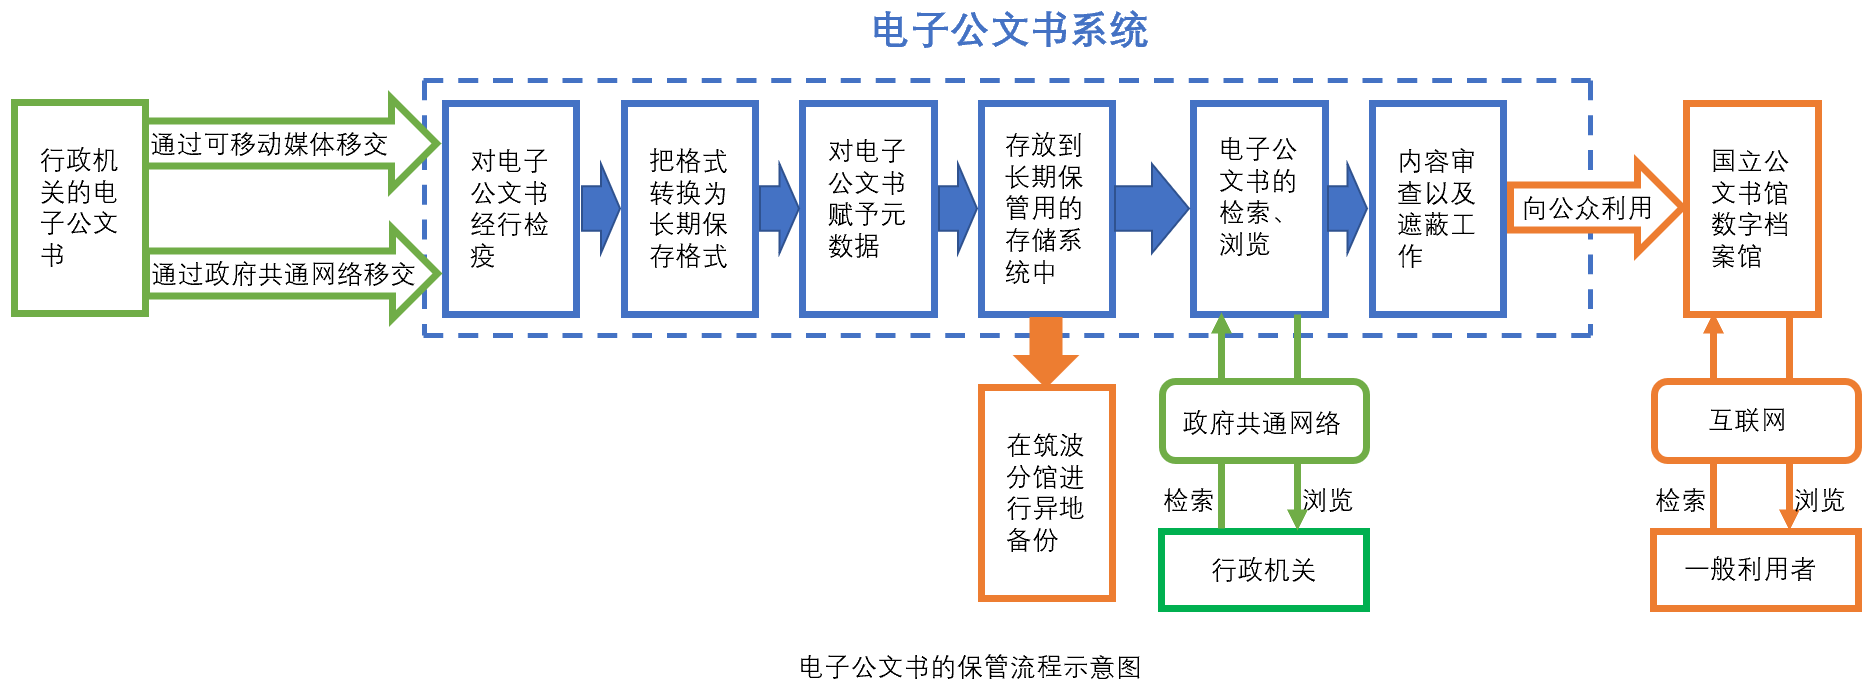 电子公文书系统
行政机
关的电
子公文
书
通过可移动媒体移交
通过政府共通网络移交
对电子
公文书
经行检
疫
把格式
转换为
长期保
存格式
对电子
公文书
赋予元
数据
存放到
长期保
管用的
存储系
统中
电子公
文书的
检索、
浏览
内容审
查以及
遮蔽工
作
向公众利用
国立公
文书馆
数字档
案馆
在筑波
分馆进
行异地
备份
政府共通网络
检索
浏览
行政机关
互联网
检索
浏览
一般利用者
电子公文书的保管流程示意图